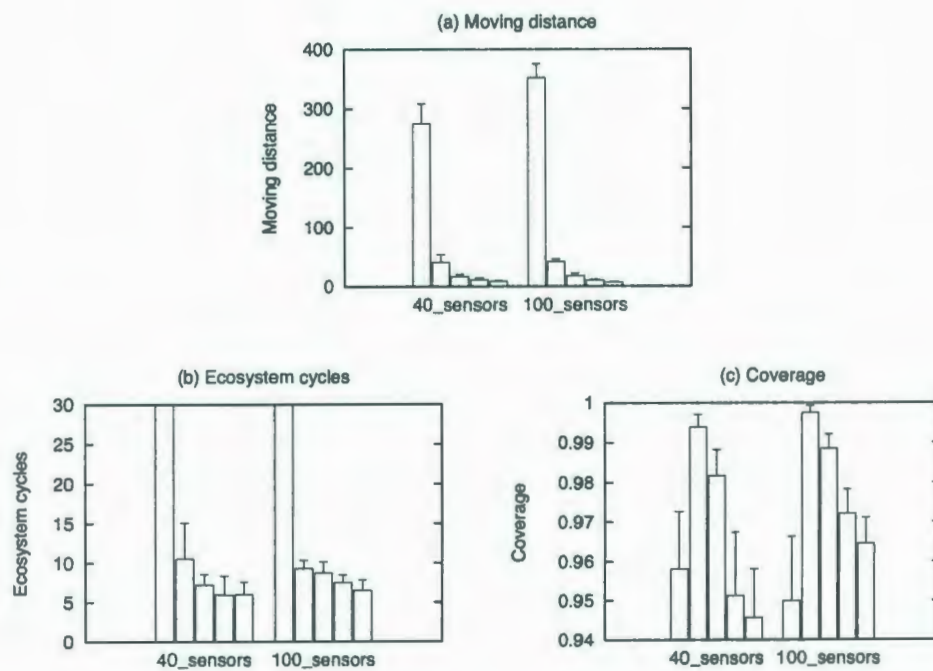 (a) Moving distance
400
300
200
100
0
Moving distance
40_sensors 100_sensors
(b) Ecosystem cycles
30
25
20
15
10
5
0
Ecosystem cycles
40_sensors 100_sensors
(c) Coverage
1
0.99
0.98
0.97
0.96
0.95
0.94
Coverage
40_sensors 100_sensors